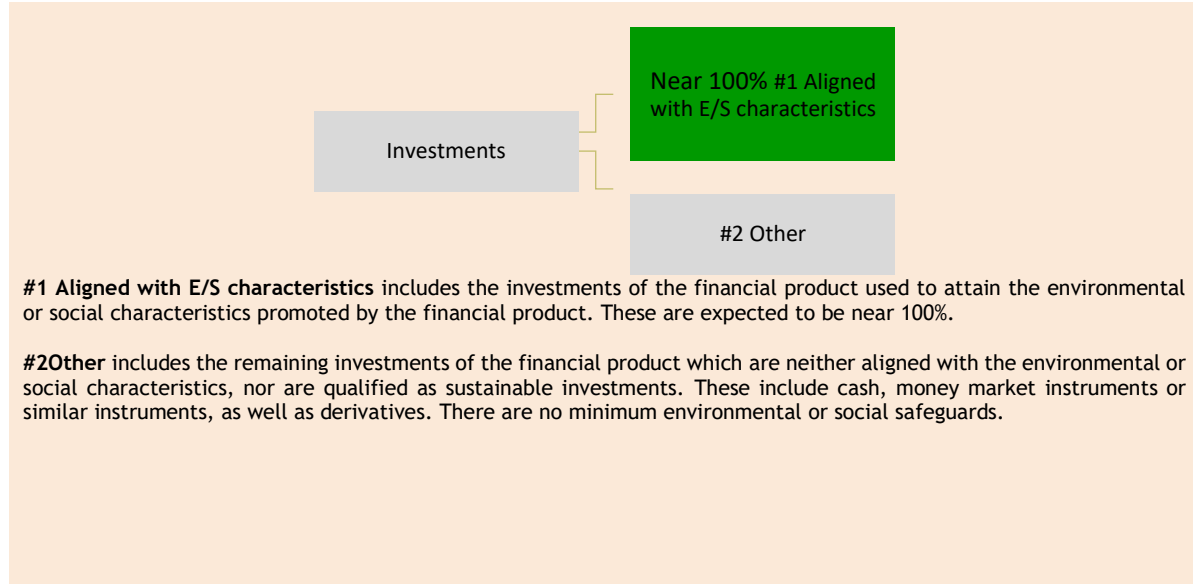 Near 100% #1 Aligned
with E/S characteristics
Investments
#2 Other
#1 Aligned with E/S characteristics includes the investments of the financial product used to attain the environmental
or social characteristics promoted by the financial product. These are expected to be near 100%.
#2Other includes the remaining investments of the financial product which are neither aligned with the environmental or
social characteristics, nor are qualified as sustainable investments. These include cash, money market instruments or
similar instruments, as well as derivatives. There are no minimum environmental or social safeguards.